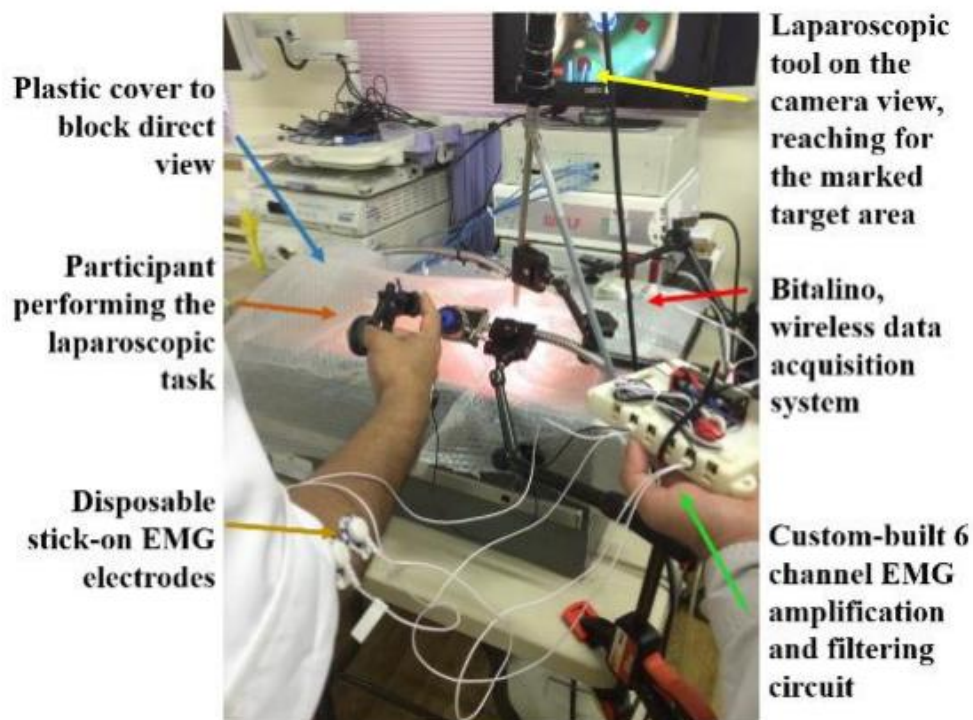 Plastic cover to
block direct
view
Participant
performing the
laparoscopic
task
Disposable
stick-on EMG
electrodes
Laparoscopic
tool on the
camera view,
reaching for
the marked
target area
Bitalino,
wireless data
acquisition
system
Custom-built 6
channel EMG
amplification
and filtering
circuit